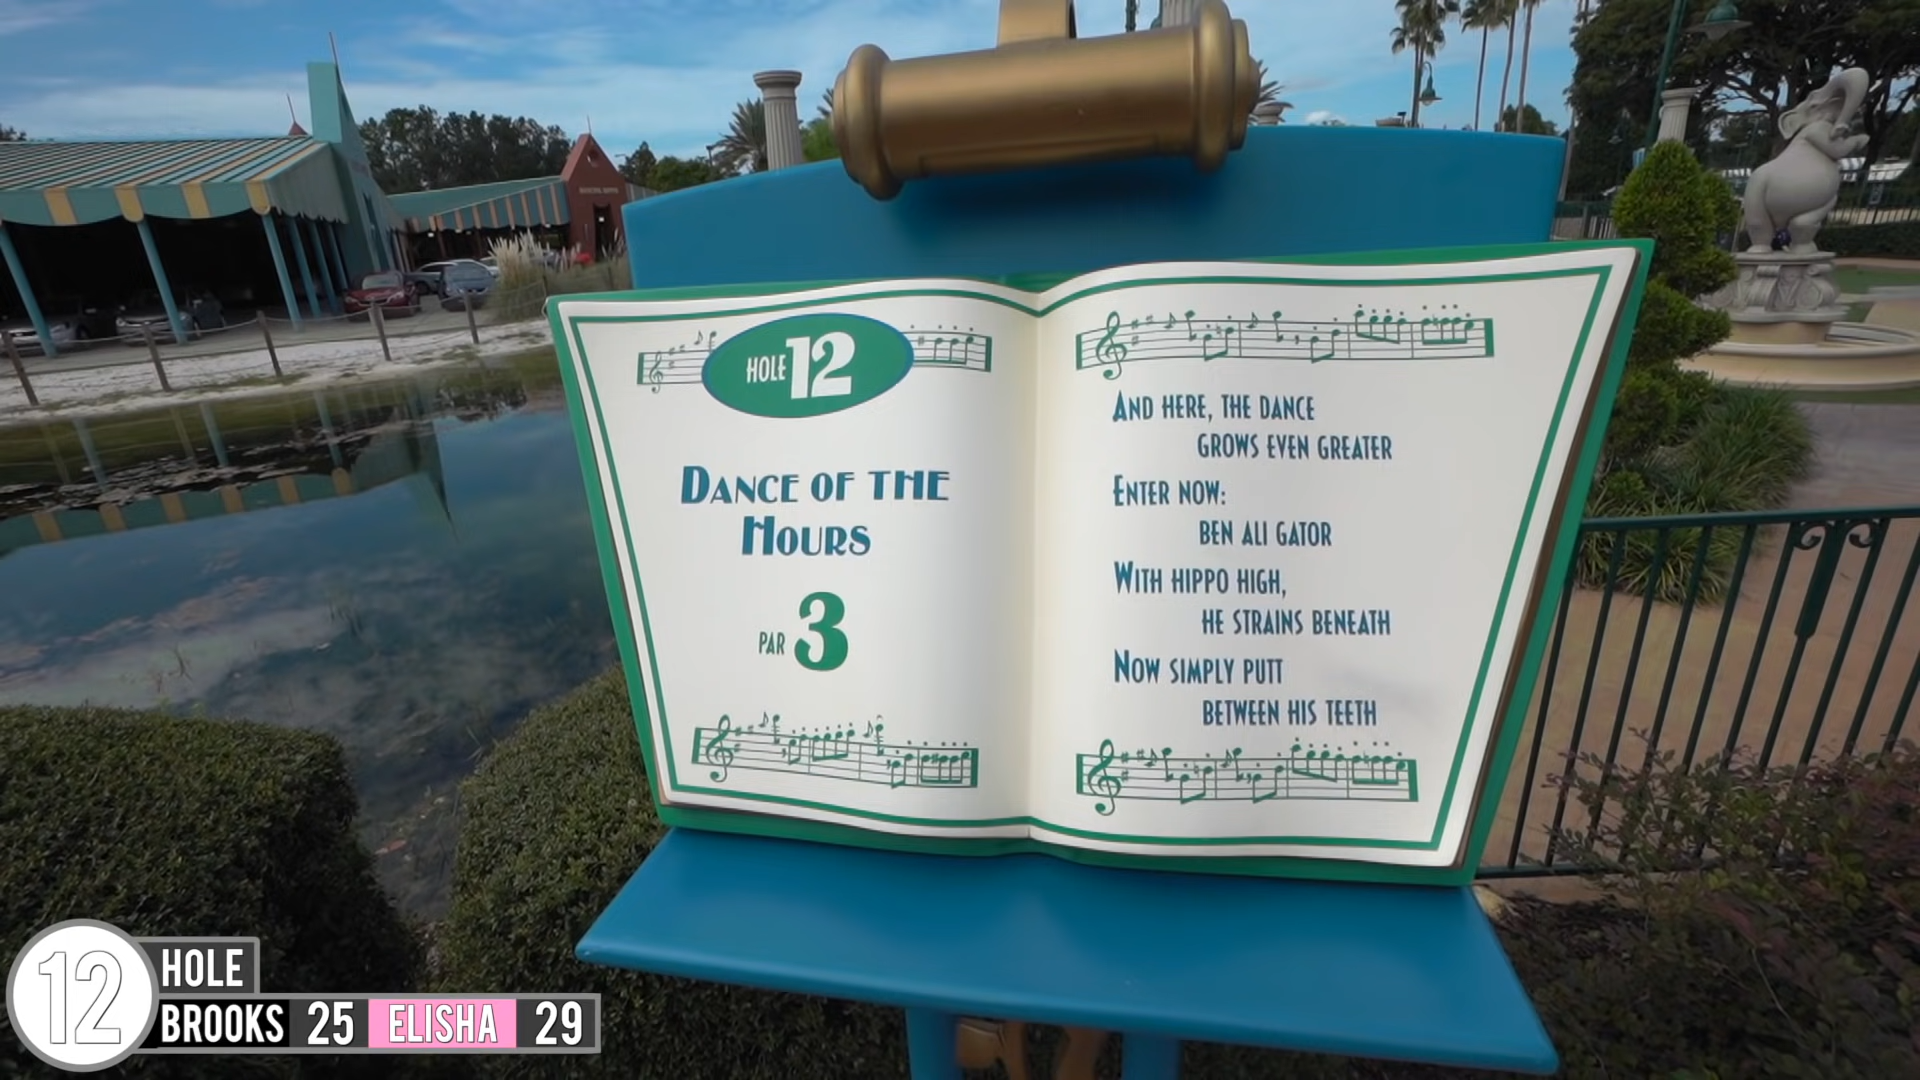 HOLE 12
DANCE OF THE
HOURS
PAR 3
AND HERE, THE DANCE
GROWS EVEN GREATER
ENTER NOW:
BEN ALI GATOR
WITH HIPPO HIGH,
HE STRAINS BENEATH
NOW SIMPLY PUTT
BETWEEN HIS TEETH
12 HOLE
BROOKS 25 ELISHA 29